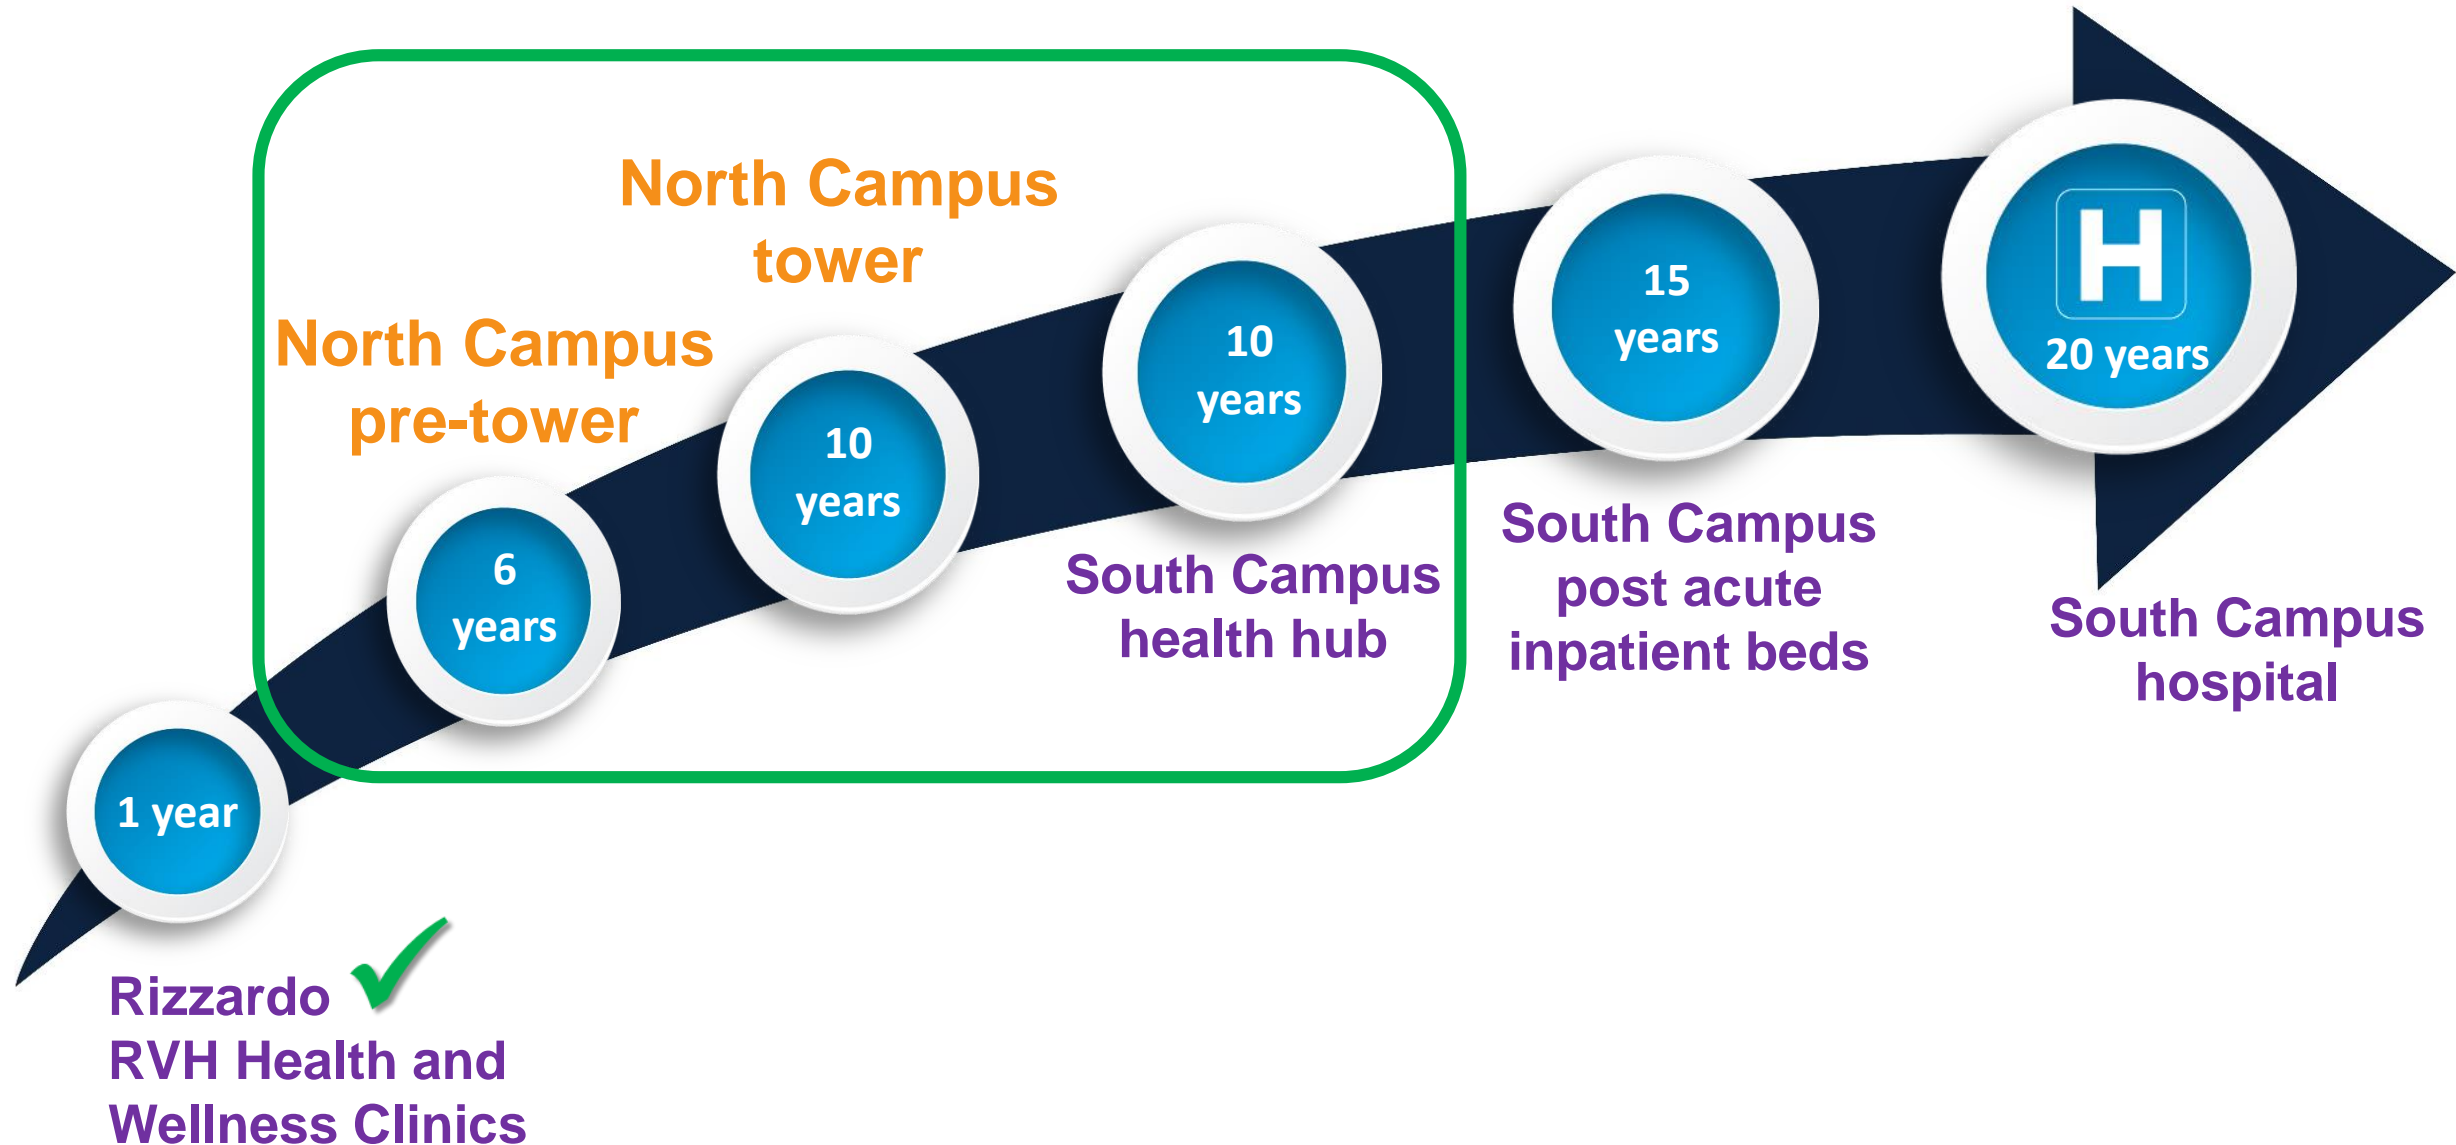 North Campus
tower
North Campus
pre-tower
1 year
6
years
10
years
10
years
15
years
H
20 years
Rizzardo
RVH Health and
Wellness Clinics
South Campus
health hub
South Campus
post acute
inpatient beds
South Campus
hospital